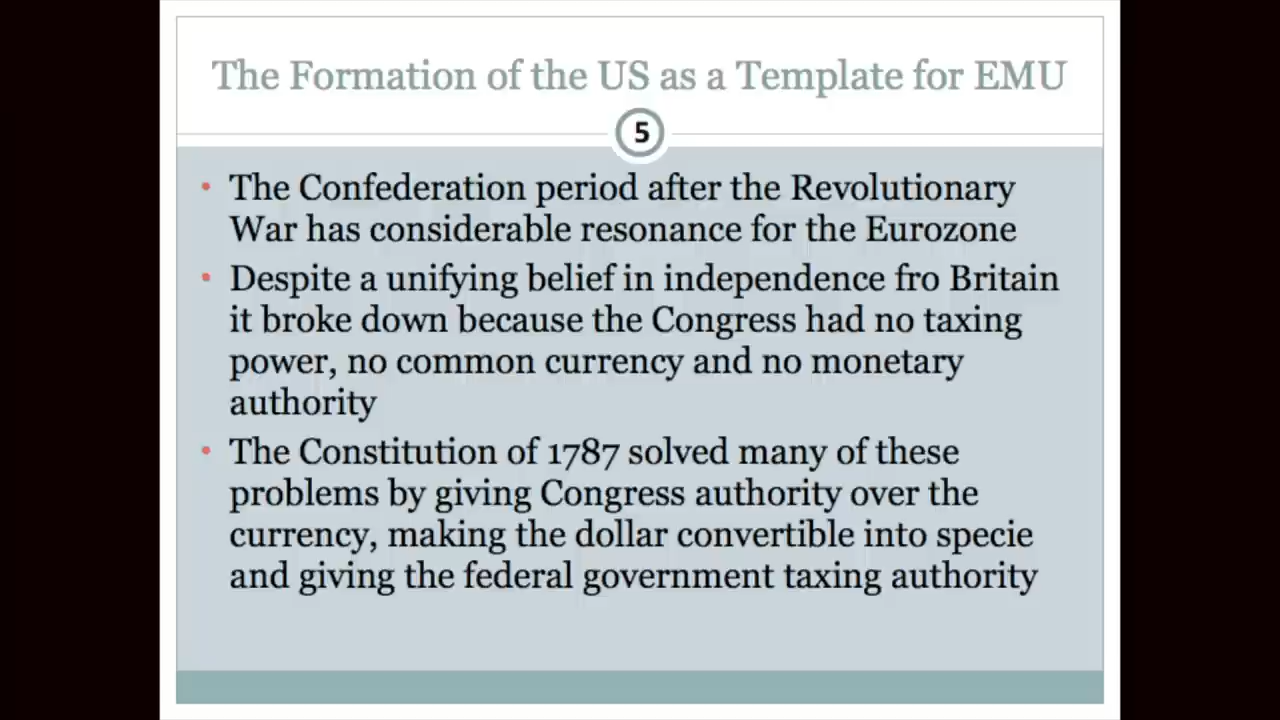 The Formation of the US as a Template for EMU
5
• The Confederation period after the Revolutionary
War has considerable resonance for the Eurozone
• Despite a unifying belief in independence fro Britain
it broke down because the Congress had no taxing
power, no common currency and no monetary
authority
• The Constitution of 1787 solved many of these
problems by giving Congress authority over the
currency, making the dollar convertible into specie
and giving the federal government taxing authority